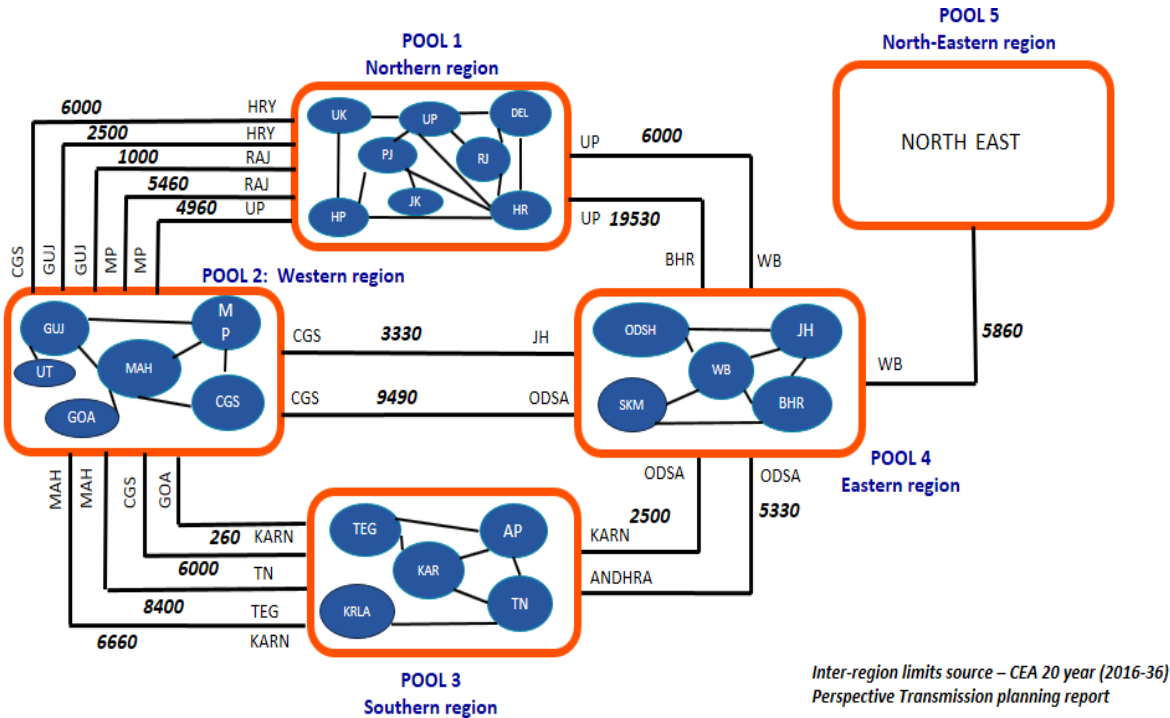 POOL 5
North-Eastern region
POOL 1
Northern region
6000 HRY
2500 HRY
1000 RAJ
5460 RAJ
4960 UP
UK
UP
DEL
PJ
RJ
JK
HP
HR
UP 6000
UP 19530
BHR
WB
NORTH EAST
CGS
GUJ
GUJ
MP
MP
POOL 2: Western region
GUJ
M
P
UT
MAH
GOA
CGS
CGS 3330 JH
CGS 9490 ODSA
ODSH
JH
WB
SKM
BHR
WB
5860
POOL 4
Eastern region
MAH
MAH
CGS
GOA
260 KARN
6000 TN
8400 TEG
6660 KARN
TEG
AP
KAR
KRLA
TN
ODSA
ODSA
2500
5330
KARN
ANDHRA
POOL 3
Southern region
Inter-region limits source – CEA 20 year (2016-36)
Perspective Transmission planning report